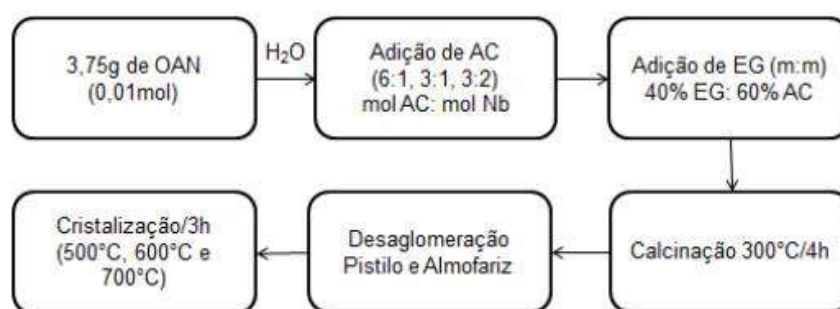 3,75g de OAN
(0,01mol)
H₂O
Adição de AC
(6:1, 3:1, 3:2)
mol AC: mol Nb
Adição de EG (m:m)
40% EG: 60% AC
Cristalização/3h
(500°C, 600°C e
700°C)
Desaglomeração
Pistilo e Almofariz
Calcinação 300°C/4h